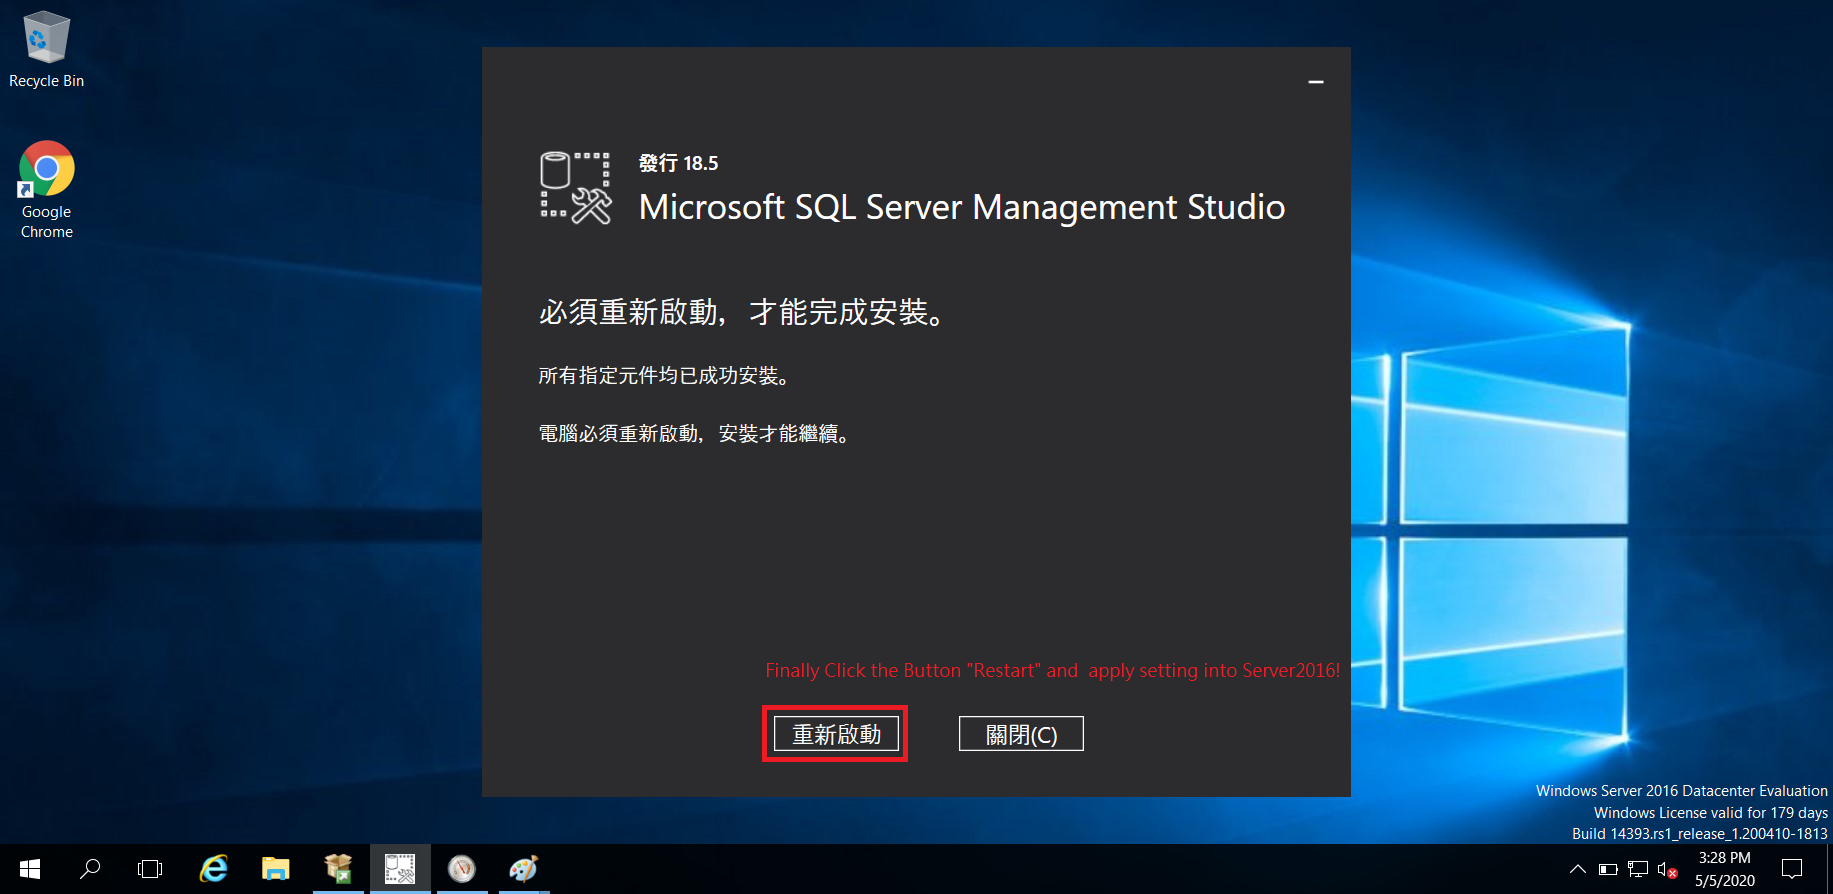 Recycle Bin
Google
Chrome
發行 18.5
Microsoft SQL Server Management Studio
必須重新啟動，才能完成安裝。
所有指定元件均已成功安裝。
電腦必須重新啟動，安裝才能繼續。
Finally Click the Button "Restart" and  apply setting into Server2016!
重新啟動
關閉(C)
Windows Server 2016 Datacenter Evaluation
Windows License valid for 179 days
Build 14393.rs1_release_1.200410-1813
3:28 PM
5/5/2020